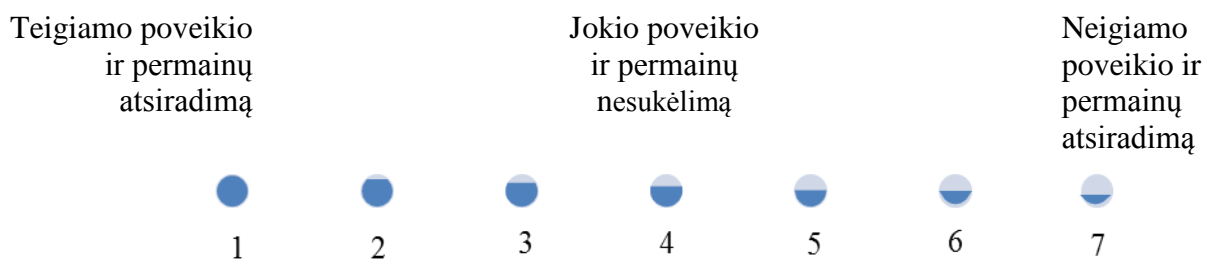 Teigiamo poveikio
ir permainų
atsiradimą
Jokio poveikio
ir permainų
nesukėlimą
Neigiamo
poveikio ir
permainų
atsiradimą
1 2 3 4 5 6 7